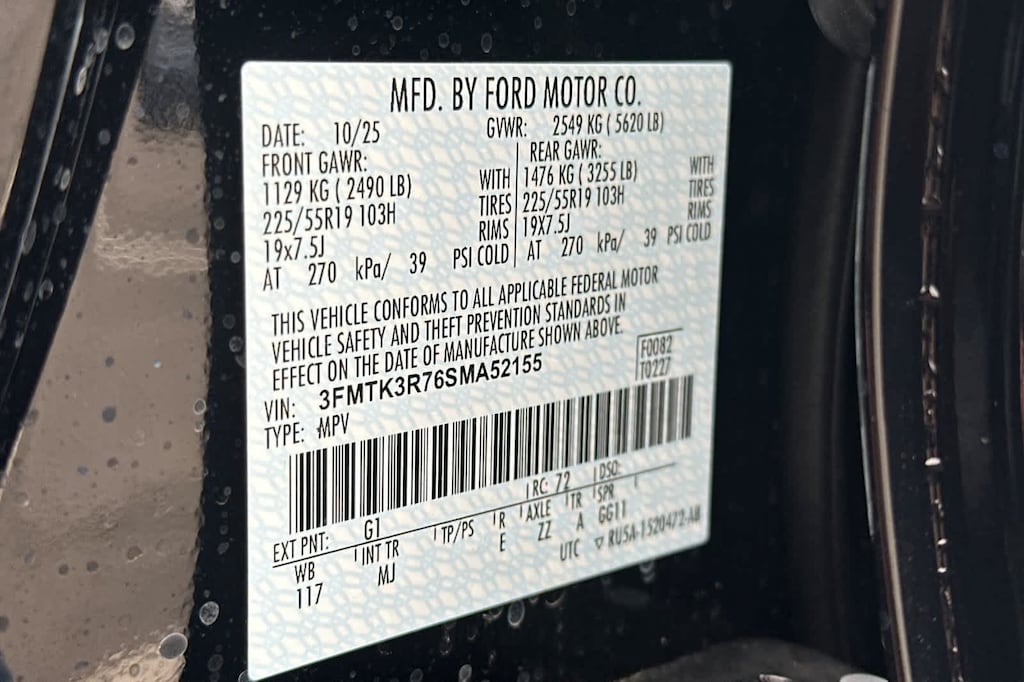 MFD. BY FORD MOTOR CO.
DATE: 10/25 GVWR: 2549 KG ( 5620 LB)
FRONT GAWR: REAR GAWR:
1129 KG ( 2490 LB) WITH 1476 KG ( 3255 LB) WITH
225/55R19 103H TIRES 225/55R19 103H TIRES
19x7.5J RIMS 19x7.5J RIMS
AT 270 kPa/ 39 PSI COLD AT 270 kPa/ 39 PSI COLD
THIS VEHICLE CONFORMS TO ALL APPLICABLE FEDERAL MOTOR
VEHICLE SAFETY AND THEFT PREVENTION STANDARDS IN
EFFECT ON THE DATE OF MANUFACTURE SHOWN ABOVE.
VIN: 3FMTK3R76SMA52155 F0082
TYPE: MPV T0227
EXT PNT: G1 RC: 72 DSO:
WB INT TR TP/PS R AXLE TR SPR
117 MJ E ZZ A GG11
UTC ▽ RU5A-1520472-AB